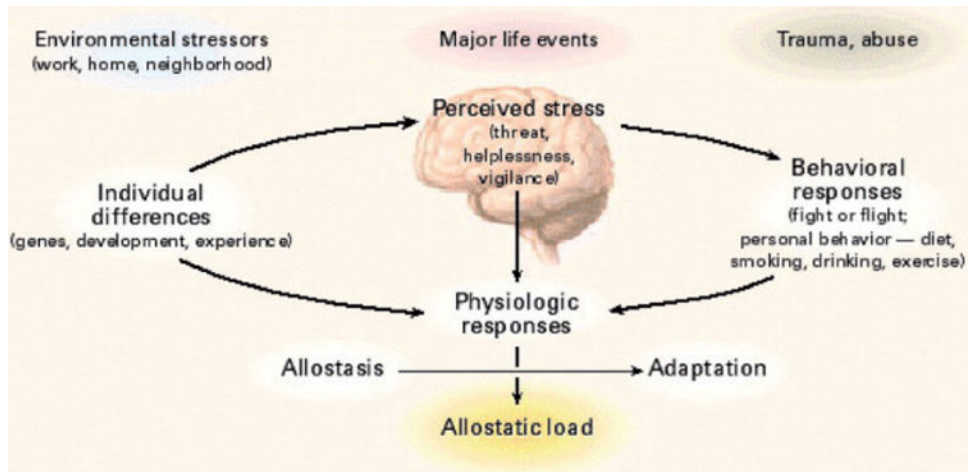 Environmental stressors
(work, home, neighborhood)
Major life events
Trauma, abuse
Perceived stress
(threat,
helplessness,
vigilance)
Individual
differences
(genes, development, experience)
Behavioral
responses
(fight or flight;
personal behavior — diet,
smoking, drinking, exercise)
Physiologic
responses
Allostasis
Adaptation
Allostatic load